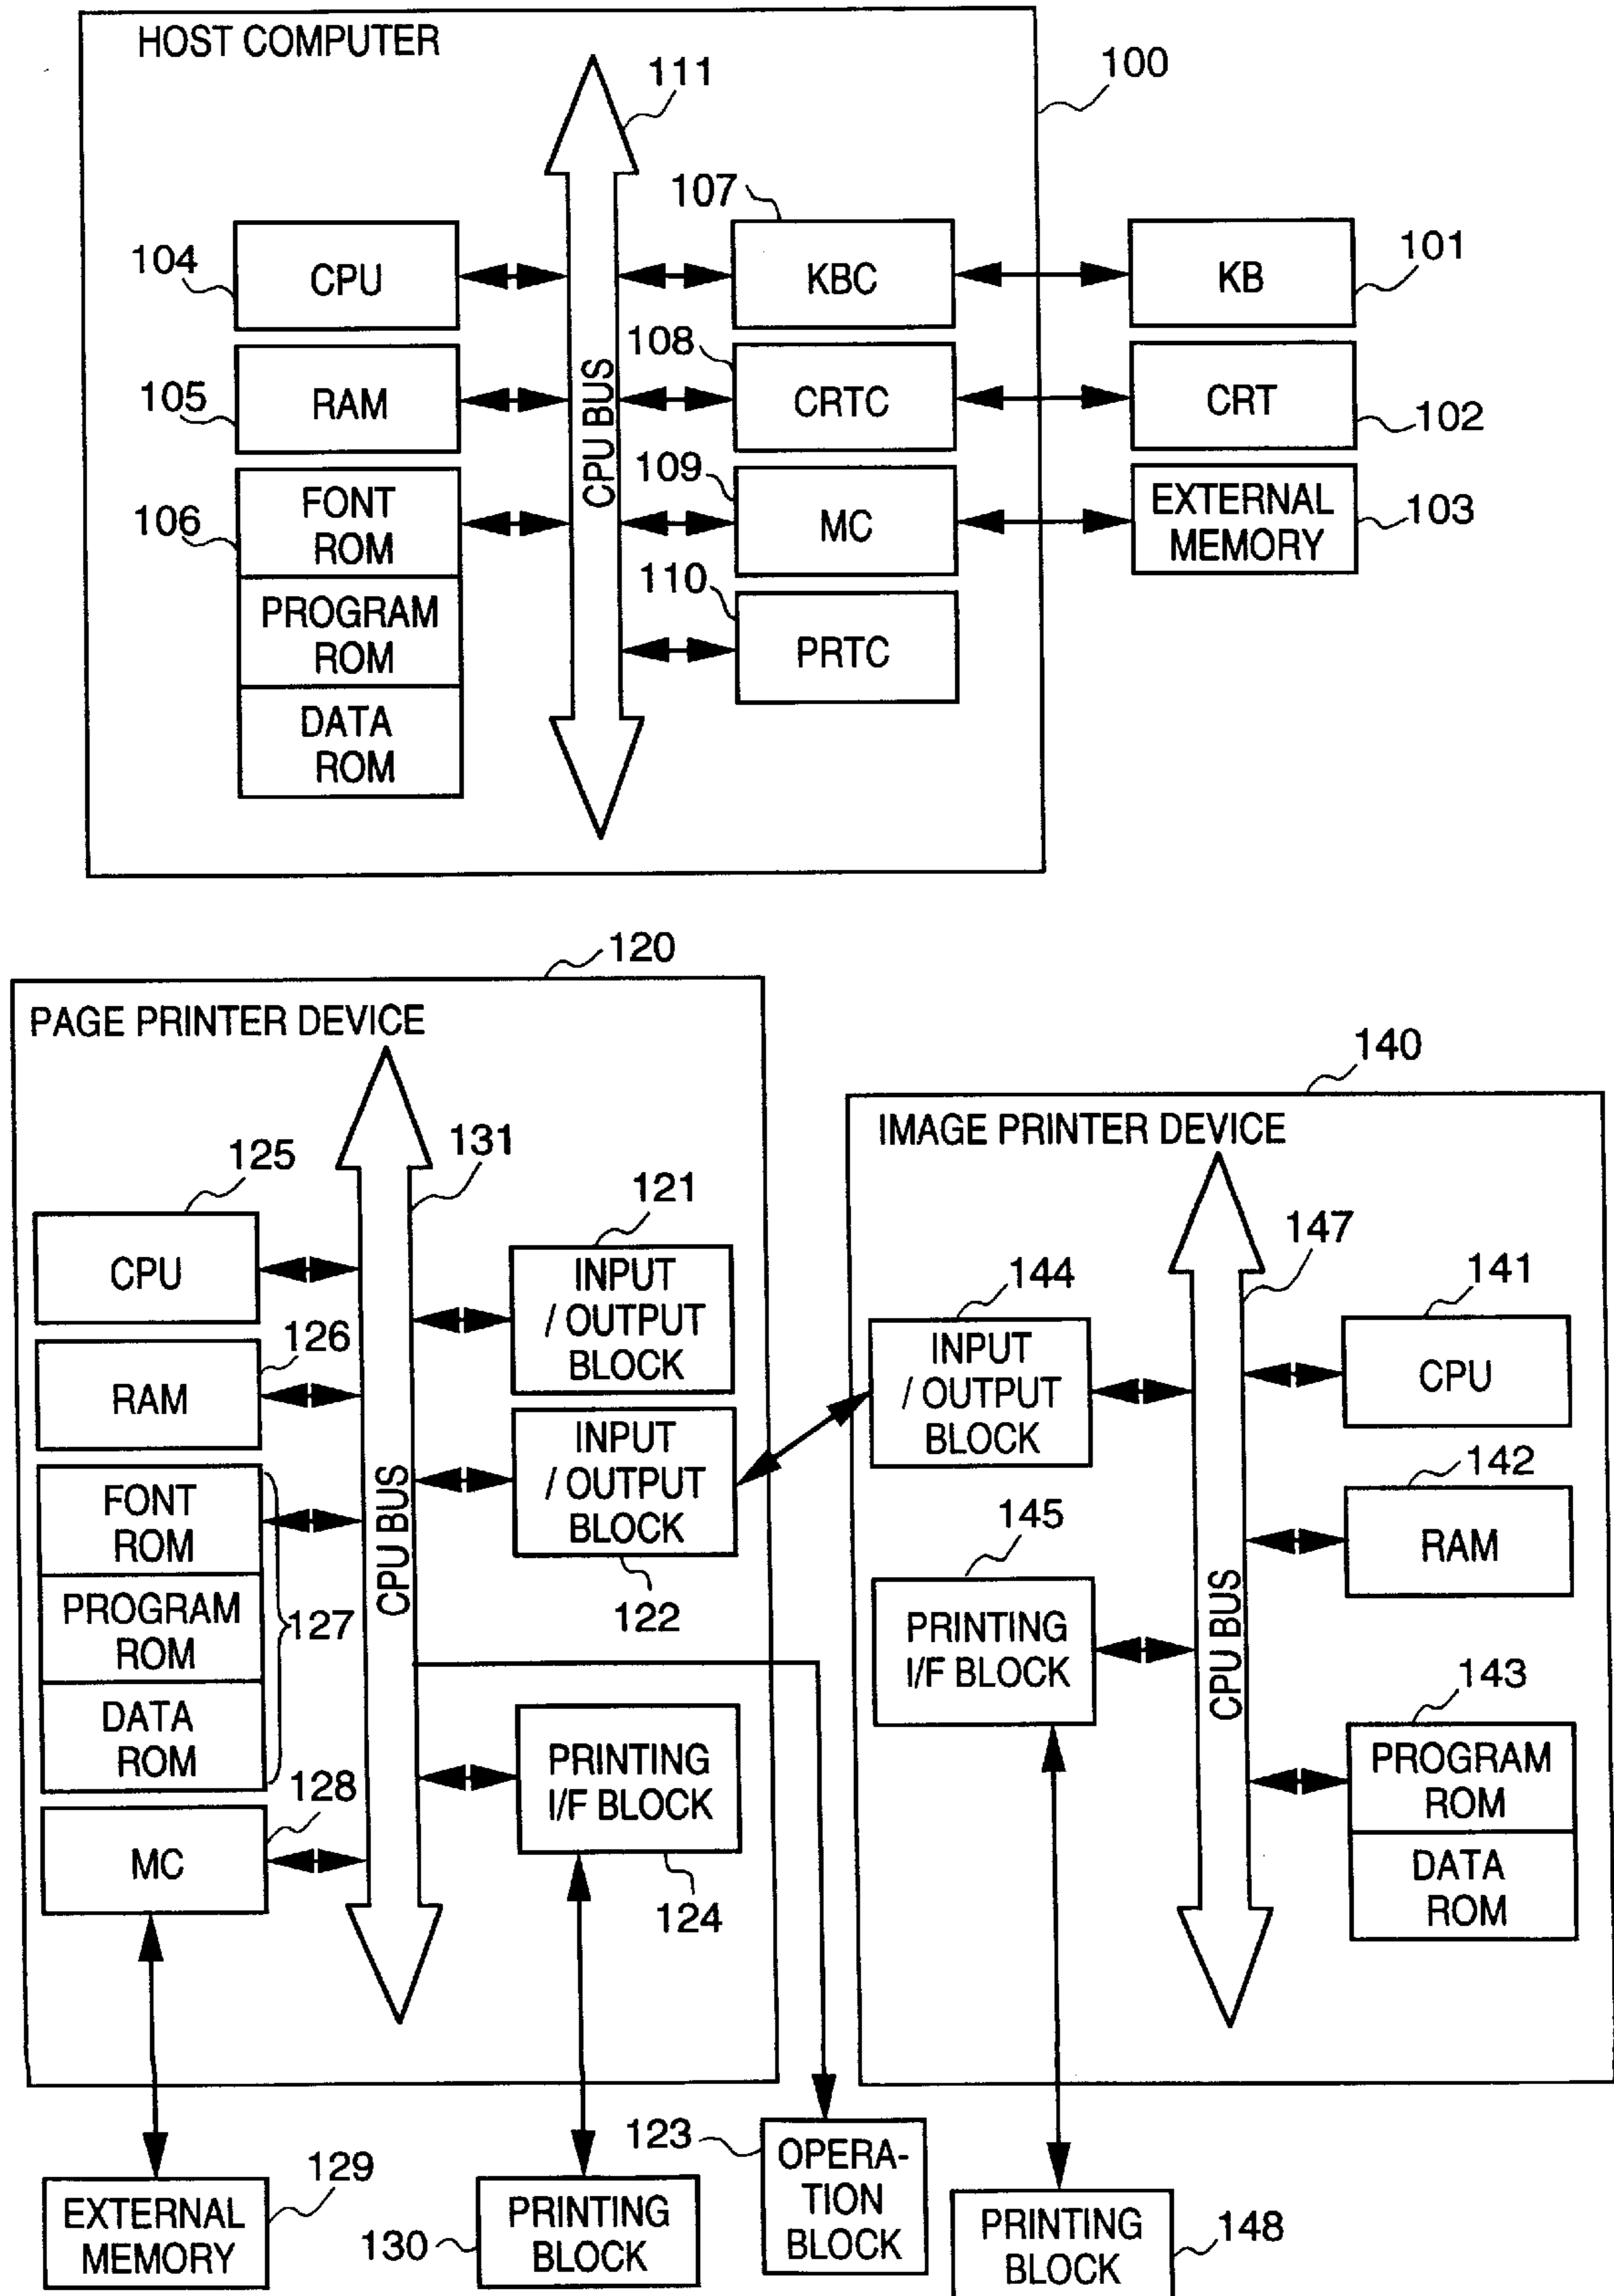 HOST COMPUTER
111
100
107
104
CPU
KBC
KB
101
108
105
RAM
CPU BUS
CRTC
CRT
102
109
106
FONT
ROM
MC
EXTERNAL
MEMORY
103
110
PROGRAM
ROM
PRTC
DATA
ROM
120
PAGE PRINTER DEVICE
125
131
121
CPU
INPUT
/ OUTPUT
BLOCK
126
RAM
INPUT
/ OUTPUT
BLOCK
122
FONT
ROM
CPU BUS
PROGRAM
ROM
127
DATA
ROM
PRINTING
I/F BLOCK
124
128
MC
140
IMAGE PRINTER DEVICE
147
144
141
INPUT
/ OUTPUT
BLOCK
CPU
142
145
RAM
PRINTING
I/F BLOCK
CPU BUS
143
PROGRAM
ROM
DATA
ROM
129
EXTERNAL
MEMORY
130
PRINTING
BLOCK
123
OPERA-
TION
BLOCK
PRINTING
BLOCK
148